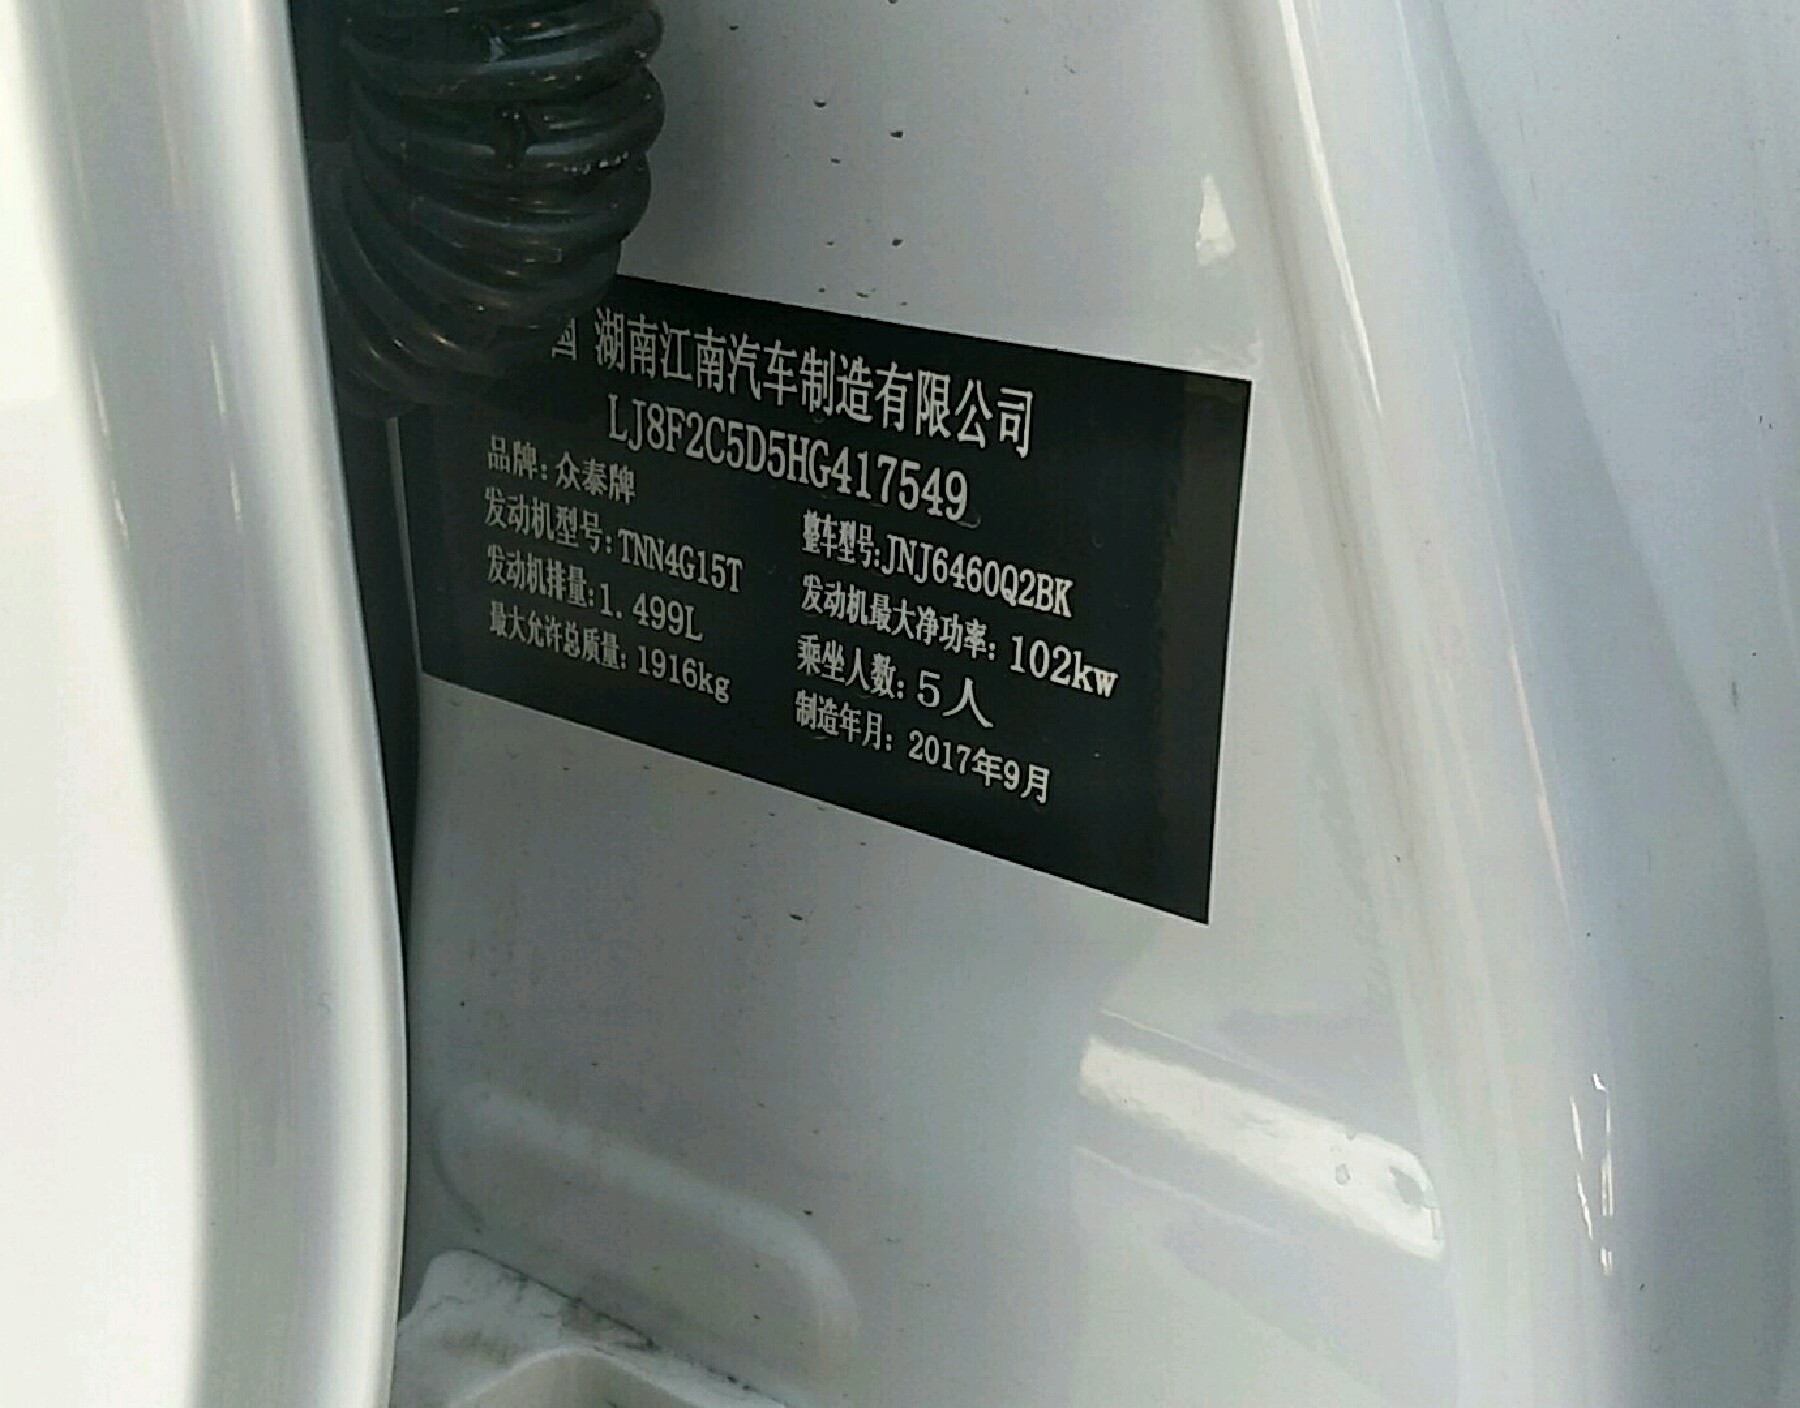 国 湖南江南汽车制造有限公司
LJ8F2C5D5HG417549
品牌:众泰牌
整车型号:JNJ6460Q2BK
发动机型号:TNN4G15T
发动机最大净功率:102kw
发动机排量:1.499L
乘坐人数:5人
最大允许总质量:1916kg
制造年月:2017年9月